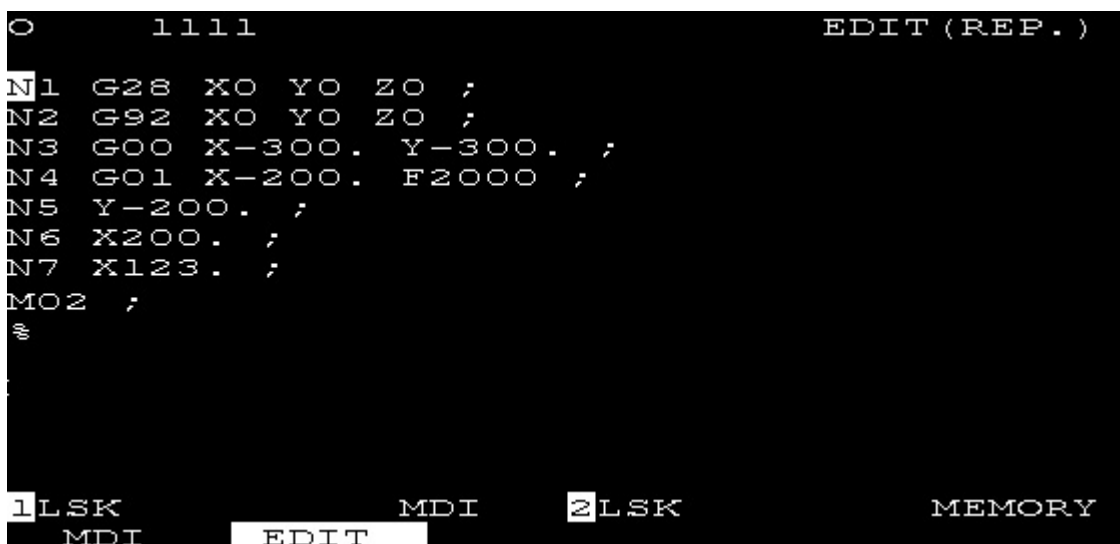 O 1111 EDIT(REP.)
N1 G28 X0 Y0 Z0 ;
N2 G92 X0 Y0 Z0 ;
N3 G00 X-300. Y-300. ;
N4 G01 X-200. F2000 ;
N5 Y-200. ;
N6 X200. ;
N7 X123. ;
M02 ;
%
1LSK MDI 2LSK MEMORY
MDI EDIT